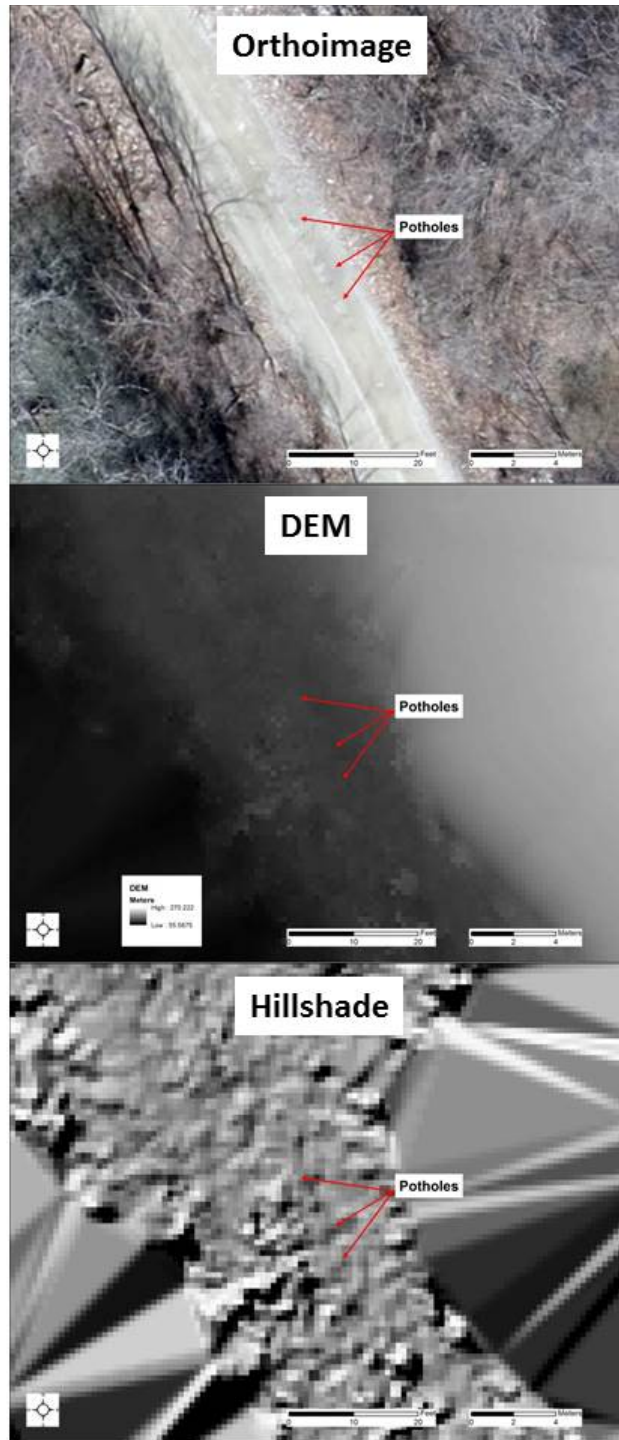 Orthoimage
Potholes
Feet
0 10 20
Meters
0 2 4
DEM
Potholes
DEM
Meters
High : 270.222
Low : 55.5675
Feet
0 10 20
Meters
0 2 4
Hillshade
Potholes
Feet
0 10 20
Meters
0 2 4